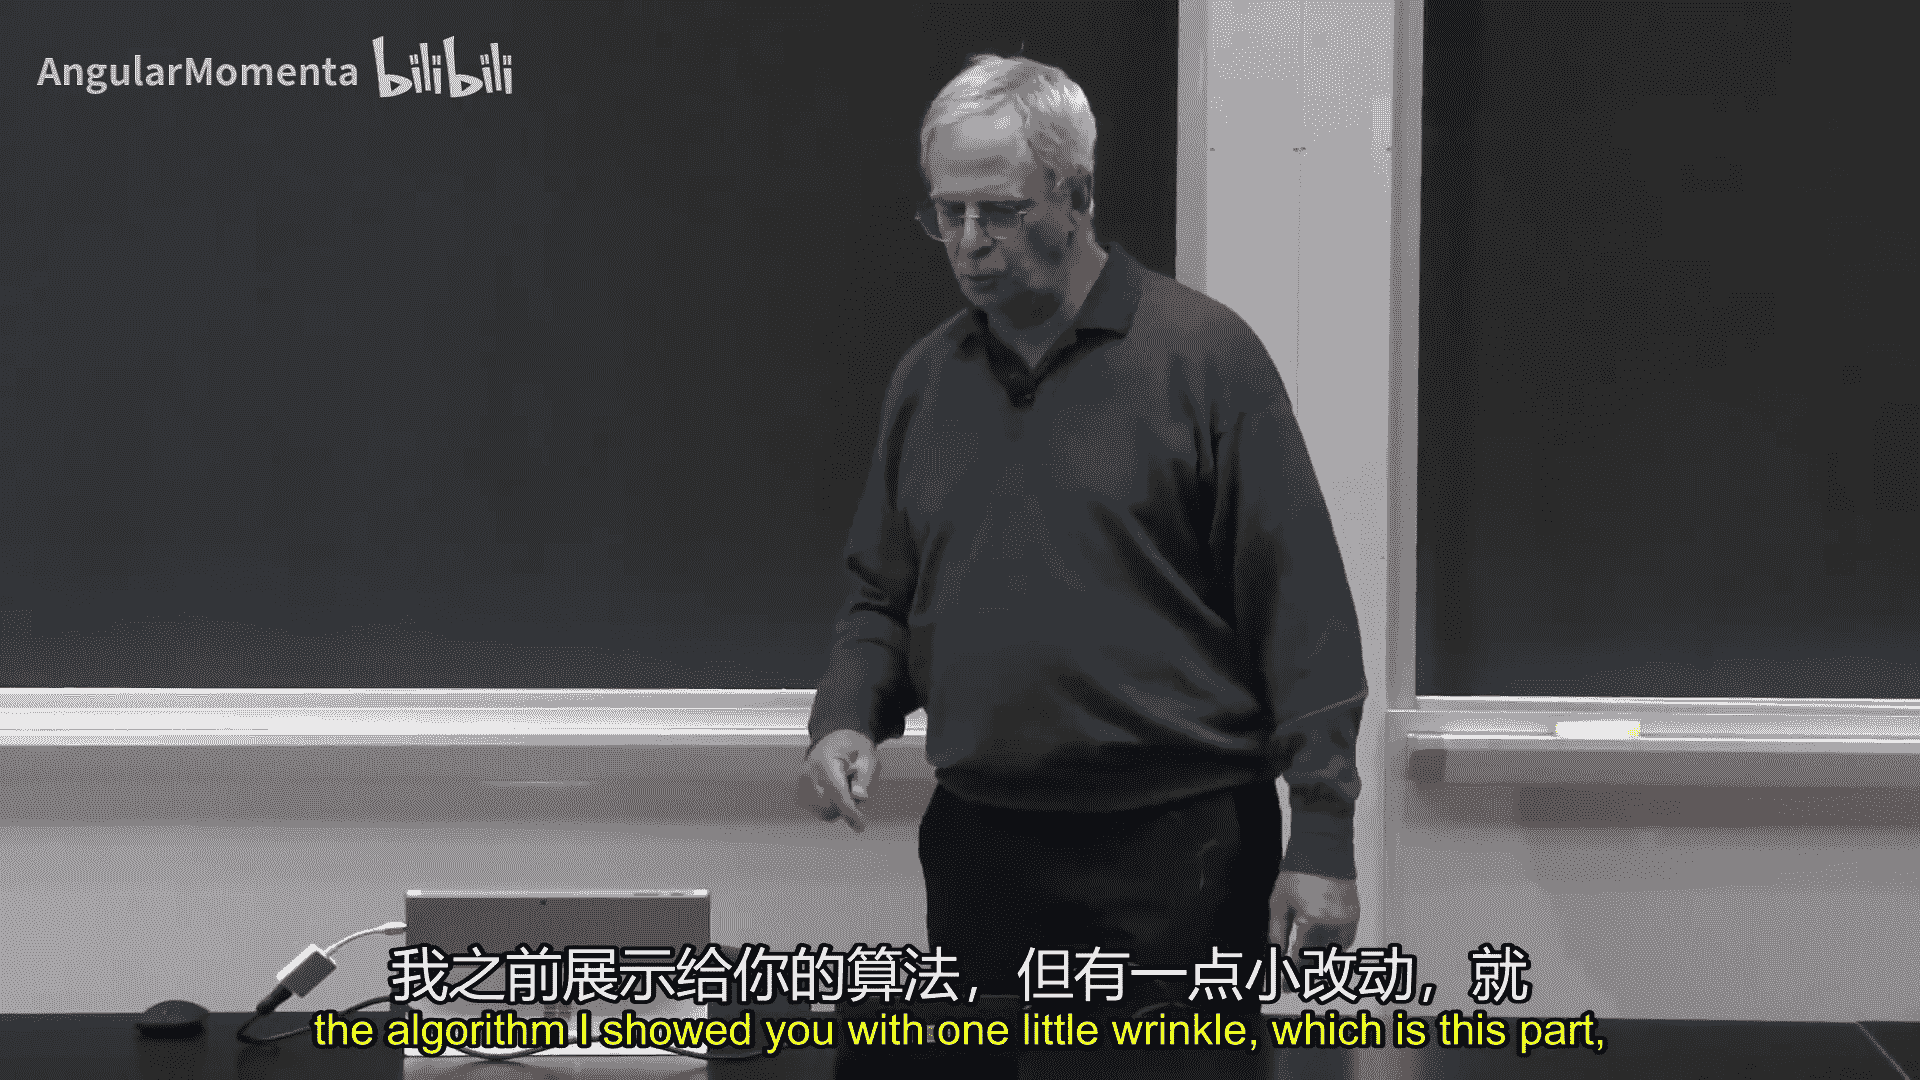 AngularMomenta bilibili
我之前展示给你的算法，但有一点小改动，就
the algorithm I showed you with one little wrinkle, which is this part,